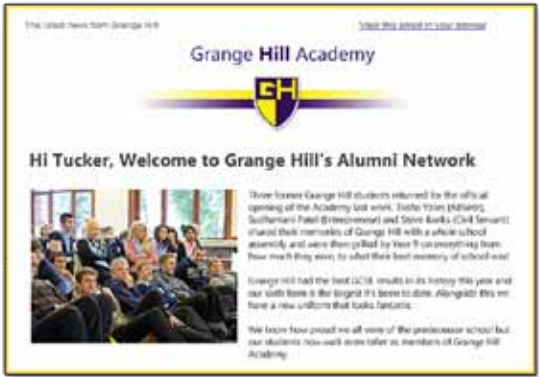 The latest news from Grange Hill
View this email in your browser
Grange Hill Academy
GH
Hi Tucker, Welcome to Grange Hill's Alumni Network
Three former Grange Hill students returned for the official
opening of the Academy last week. Yates (Athlete),
Patel (Entrepreneur) and Steve Banks (Civil Servant)
shared their memories of Grange Hill with a whole school
assembly and were then grilled by Year 9 on everything from
how much they earn, to what their best memory of school was!
Grange Hill had the best GCSE results in its history this year and
our sixth form is the largest it's been to date. Alongside this we
have a new uniform that looks fantastic.
We know how proud we all were of the predecessor school but
our students now walk even taller as members of Grange Hill
Academy.